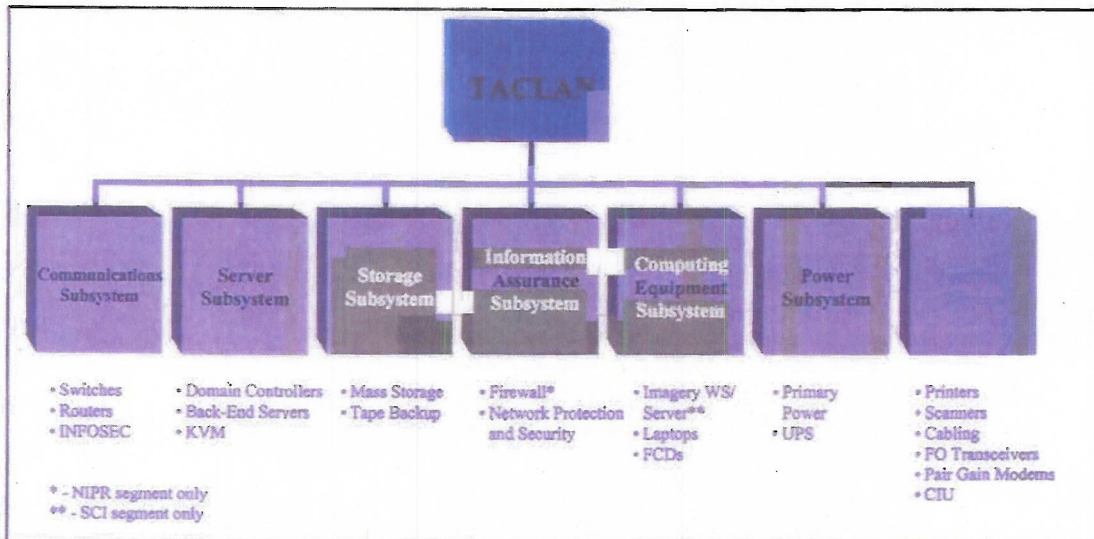 TACLAN
Communications
Subsystem
Server
Subsystem
Storage
Subsystem
Information
Assurance
Subsystem
Computing
Equipment
Subsystem
Power
Subsystem
• Switches
• Routers
• INFOSEC
• Domain Controllers
• Back-End Servers
• KVM
• Mass Storage
• Tape Backup
• Firewall*
• Network Protection
and Security
• Imagery WS/
Server**
• Laptops
• FCDs
• Primary
Power
• UPS
• Printers
• Scanners
• Cabling
• FO Transceivers
• Pair Gain Modems
• CIU
* - NIPR segment only
** - SCI segment only